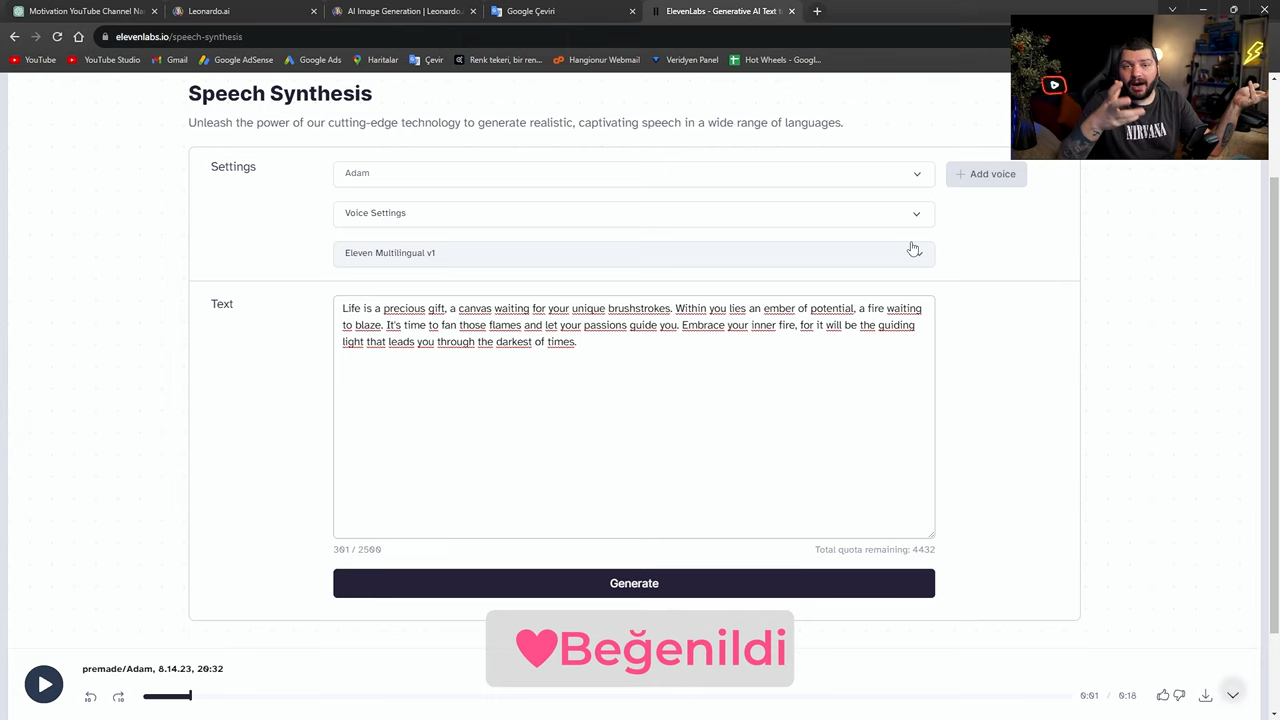 Motivation YouTube Channel Nam
Leonardo.ai
AI Image Generation | Leonardo.
Google Çeviri
ElevenLabs - Generative AI Text t
elevenlabs.io/speech-synthesis
YouTube
YouTube Studio
Gmail
Google AdSense
Google Ads
Haritalar
Çevir
Renk tekeri, bir ren...
Hangionur Webmail
Veridyen Panel
Hot Wheels - Googl...
NIRVANA
Speech Synthesis
Unleash the power of our cutting-edge technology to generate realistic, captivating speech in a wide range of languages.
Settings
Adam
Add voice
Voice Settings
Eleven Multilingual v1
Text
Life is a precious gift, a canvas waiting for your unique brushstrokes. Within you lies an ember of potential, a fire waiting
to blaze. It's time to fan those flames and let your passions guide you. Embrace your inner fire, for it will be the guiding
light that leads you through the darkest of times.
301 / 2500
Total quota remaining: 4432
Generate
Beğenildi
premade/Adam, 8.14.23, 20:32
0:01 / 0:18